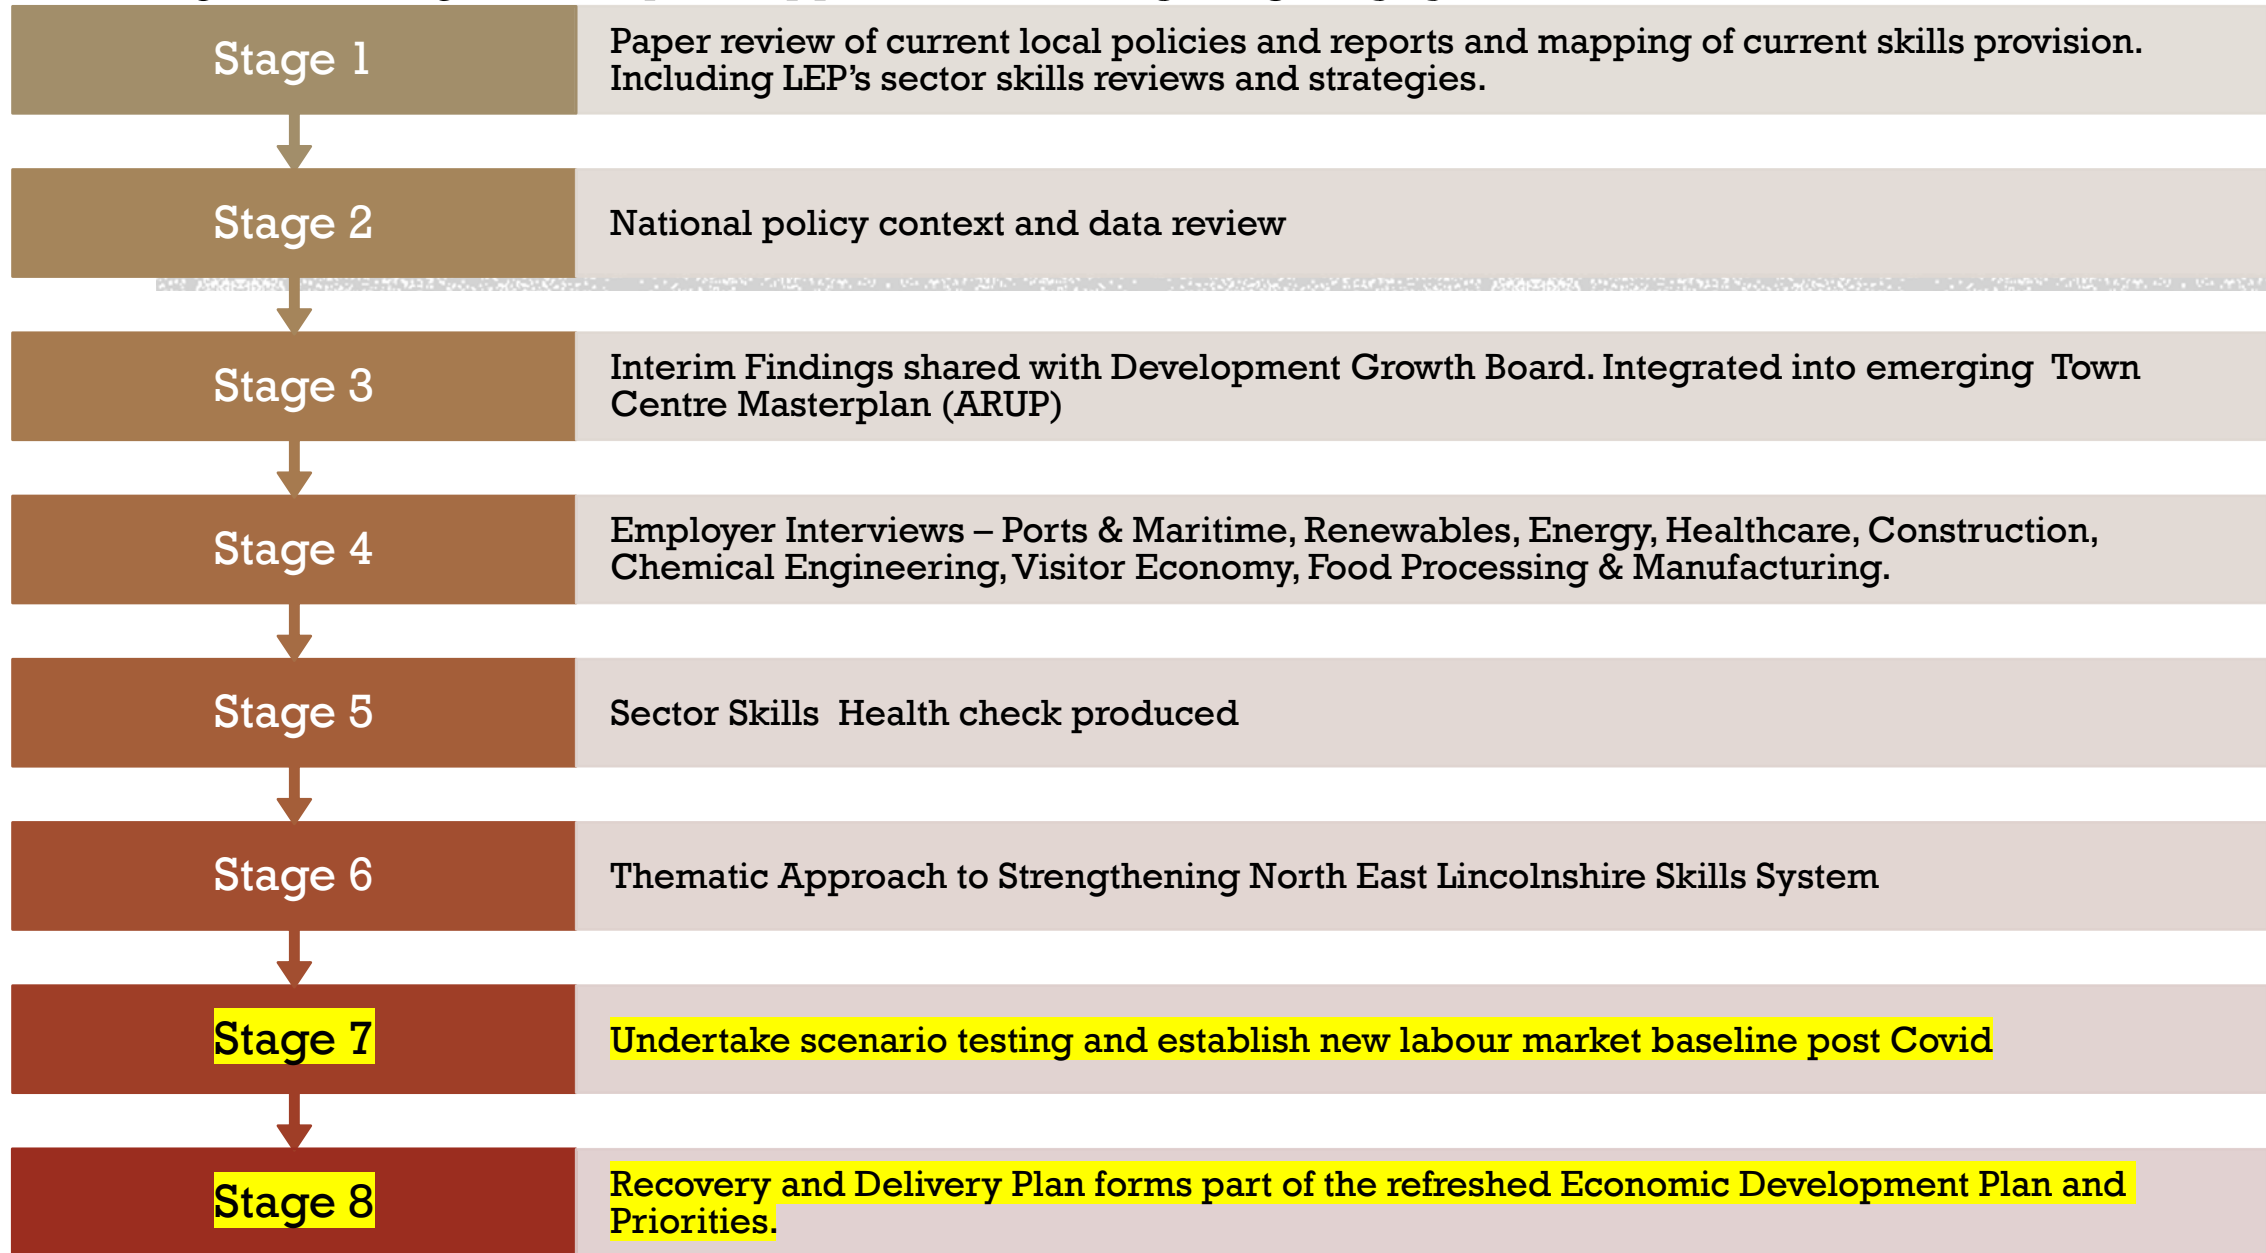 Stage 1
Paper review of current local policies and reports and mapping of current skills provision.
Including LEP’s sector skills reviews and strategies.
Stage 2
National policy context and data review
Stage 3
Interim Findings shared with Development Growth Board. Integrated into emerging  Town
Centre Masterplan (ARUP)
Stage 4
Employer Interviews – Ports & Maritime, Renewables, Energy, Healthcare, Construction,
Chemical Engineering, Visitor Economy, Food Processing & Manufacturing.
Stage 5
Sector Skills  Health check produced
Stage 6
Thematic Approach to Strengthening North East Lincolnshire Skills System
Stage 7
Undertake scenario testing and establish new labour market baseline post Covid
Stage 8
Recovery and Delivery Plan forms part of the refreshed Economic Development Plan and
Priorities.